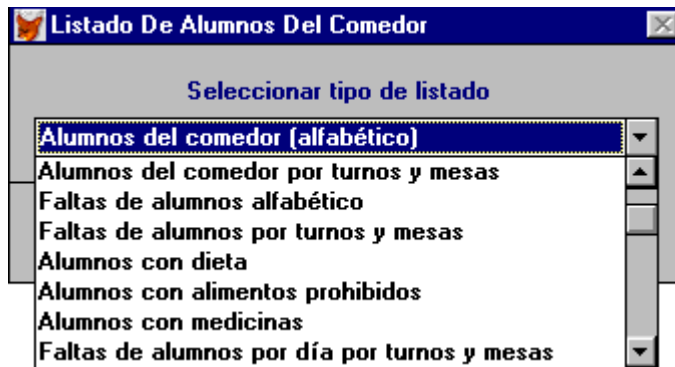 Listado De Alumnos Del Comedor
Seleccionar tipo de listado
Alumnos del comedor (alfabético)
Alumnos del comedor por turnos y mesas
Faltas de alumnos alfabético
Faltas de alumnos por turnos y mesas
Alumnos con dieta
Alumnos con alimentos prohibidos
Alumnos con medicinas
Faltas de alumnos por día por turnos y mesas